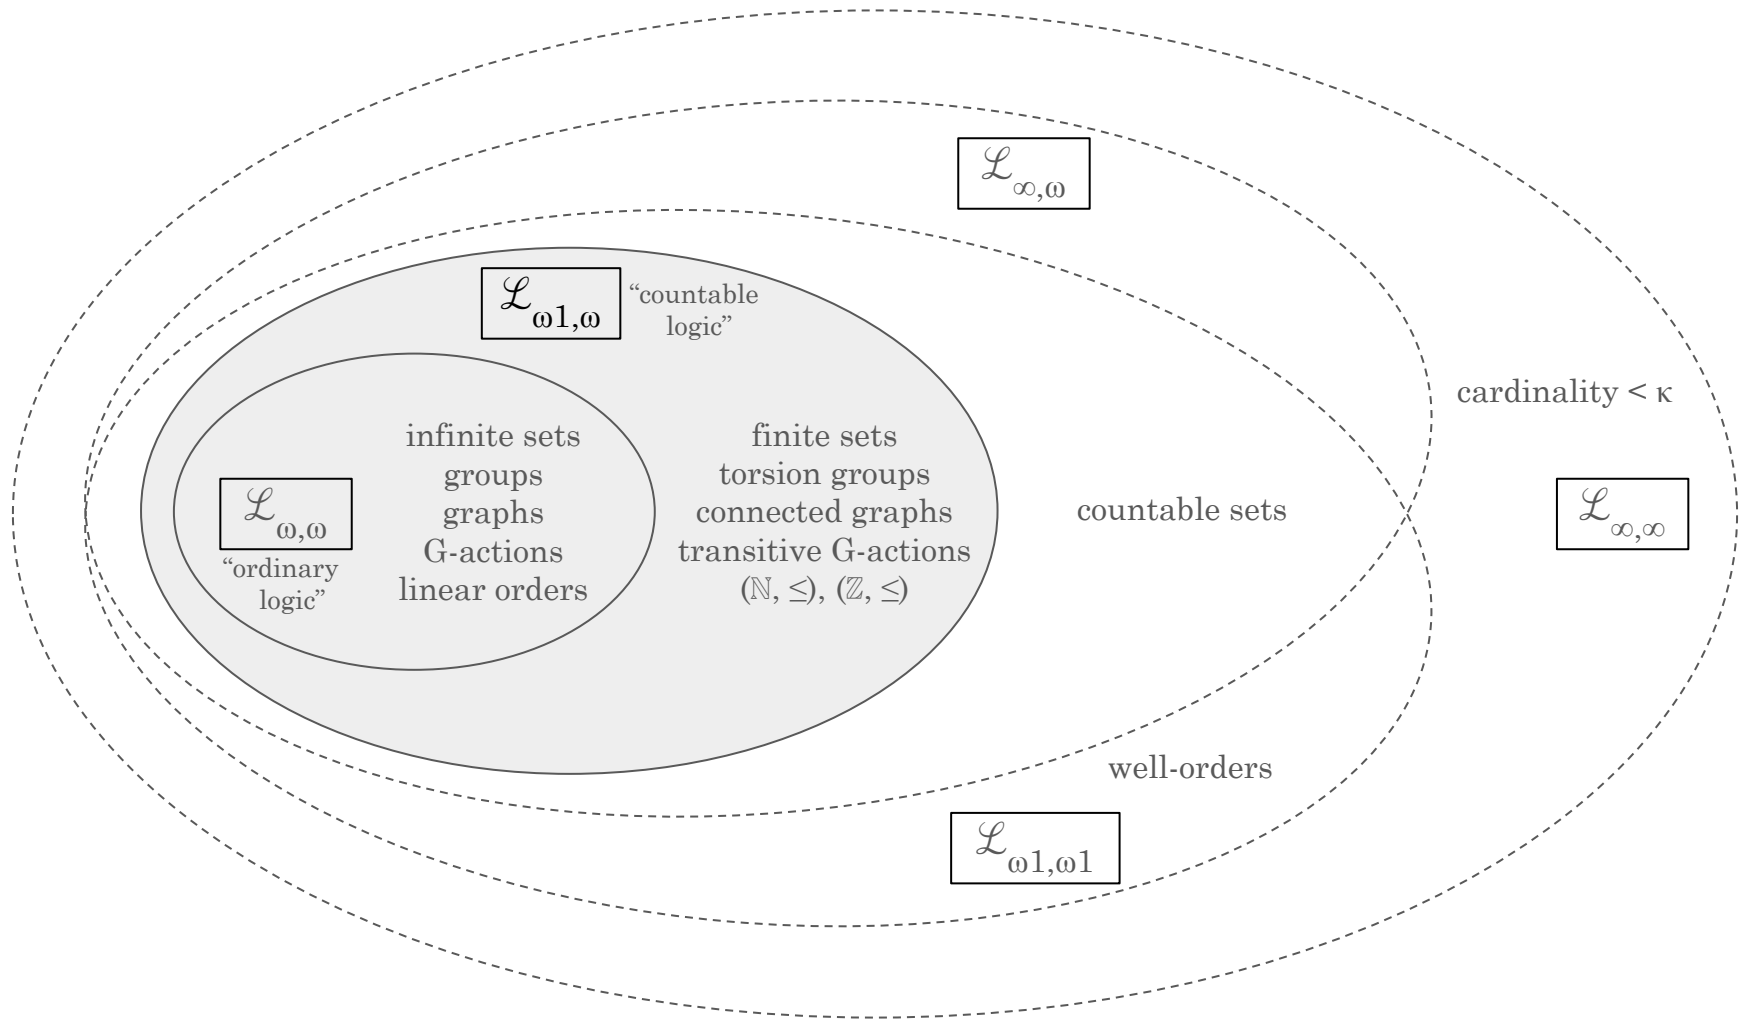 ℒ∞,ω
ℒω1,ω
“countable
logic”
cardinality < κ
infinite sets
groups
graphs
G-actions
linear orders
finite sets
torsion groups
connected graphs
transitive G-actions
(ℕ, ≤), (ℤ, ≤)
ℒω,ω
“ordinary
logic”
countable sets
ℒ∞,∞
well-orders
ℒω1,ω1